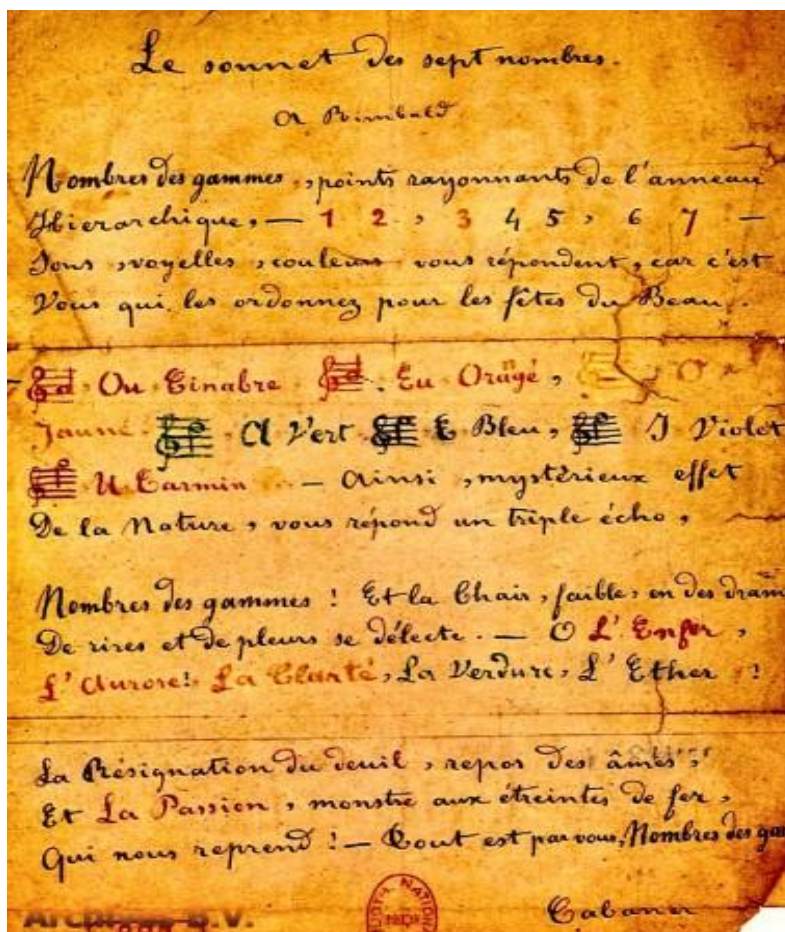 Le sonnet des sept nombres.
A Rimbald
Nombres des gammes, points rayonnants de l'anneau
Hierarchique, — 1 2, 3 4 5, 6 7 —
Sons, voyelles, couleurs vous répondent, car c'est
Vous qui les ordonnez pour les fêtes du Beau.
Ou Cinabre Eu Orangé, O
Jaune A Vert E Bleu, I Violet
U Carmin — Ainsi, mystérieux effet
De la Nature, vous répond un triple écho,
Nombres des gammes ! Et la Chair, faible, en des dram
De rires et de pleurs se délecte. — O L'Enfer,
L'Aurore! La Clarté, La Verdure, L'Ether !
La Résignation du deuil, repos des âmes,
Et La Passion, monstre aux étreintes de fer,
Qui nous reprend ! — Tout est par vous, Nombres des ga
Cabaner
Archives B.V.